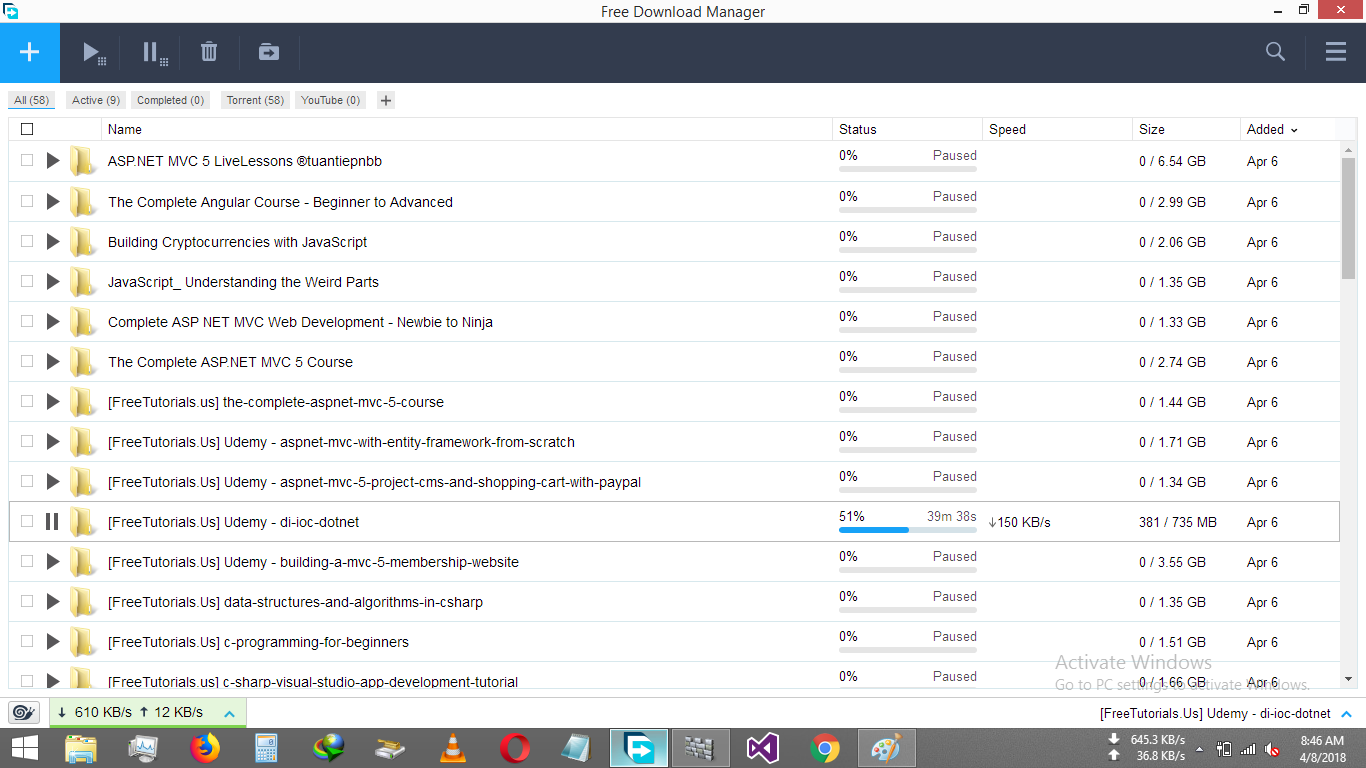 Free Download Manager
All (58) Active (9) Completed (0) Torrent (58) YouTube (0)
Name Status Speed Size Added
ASP.NET MVC 5 LiveLessons ®tuantiepnbb 0% Paused 0 / 6.54 GB Apr 6
The Complete Angular Course - Beginner to Advanced 0% Paused 0 / 2.99 GB Apr 6
Building Cryptocurrencies with JavaScript 0% Paused 0 / 2.06 GB Apr 6
JavaScript_ Understanding the Weird Parts 0% Paused 0 / 1.35 GB Apr 6
Complete ASP NET MVC Web Development - Newbie to Ninja 0% Paused 0 / 1.33 GB Apr 6
The Complete ASP.NET MVC 5 Course 0% Paused 0 / 2.74 GB Apr 6
[FreeTutorials.us] the-complete-aspnet-mvc-5-course 0% Paused 0 / 1.44 GB Apr 6
[FreeTutorials.Us] Udemy - aspnet-mvc-with-entity-framework-from-scratch 0% Paused 0 / 1.71 GB Apr 6
[FreeTutorials.Us] Udemy - aspnet-mvc-5-project-cms-and-shopping-cart-with-paypal 0% Paused 0 / 1.34 GB Apr 6
[FreeTutorials.Us] Udemy - di-ioc-dotnet 51% 39m 38s ↓150 KB/s 381 / 735 MB Apr 6
[FreeTutorials.Us] Udemy - building-a-mvc-5-membership-website 0% Paused 0 / 3.55 GB Apr 6
[FreeTutorials.Us] data-structures-and-algorithms-in-csharp 0% Paused 0 / 1.35 GB Apr 6
[FreeTutorials.Us] c-programming-for-beginners 0% Paused 0 / 1.51 GB Apr 6
[FreeTutorials.us] c-sharp-visual-studio-app-development-tutorial 0% Paused 0 / 1.66 GB Apr 6
Activate Windows
Go to PC settings to activate Windows.
↓ 610 KB/s ↑ 12 KB/s [FreeTutorials.Us] Udemy - di-ioc-dotnet
645.3 KB/s 8:46 AM
36.8 KB/s 4/8/2018